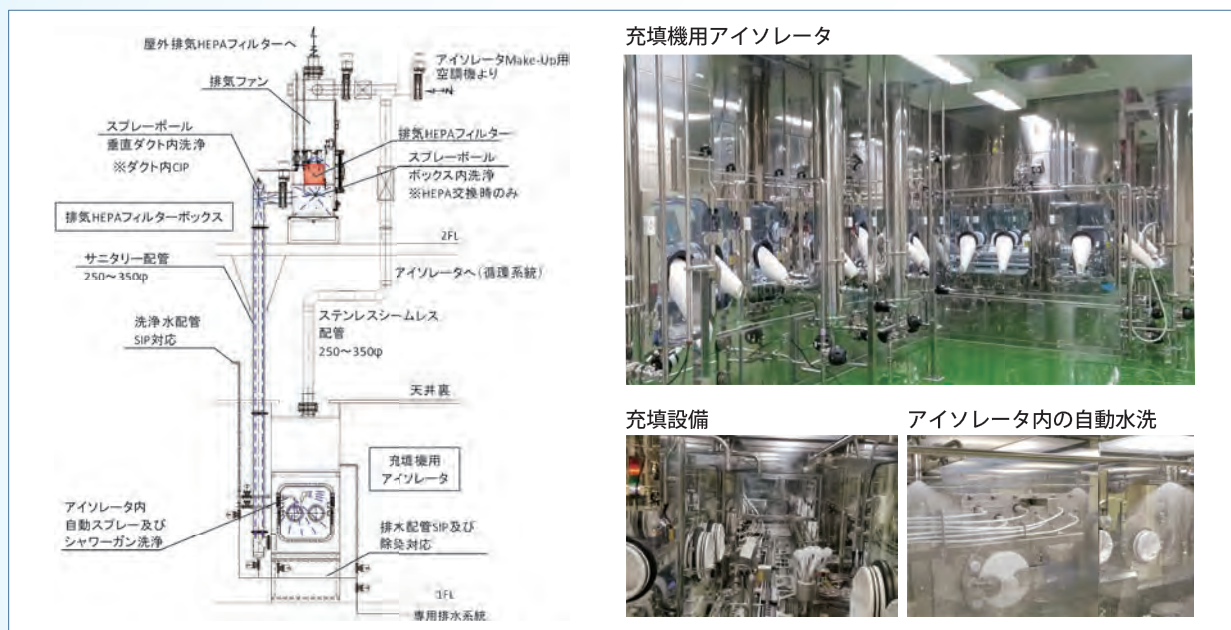 屋外排気HEPAフィルターへ
アイソレータMake-Up用
空調機より
排気ファン
スプレーボール
垂直ダクト内洗浄
※ダクト内CIP
排気HEPAフィルター
スプレーボール
ボックス内洗浄
※HEPA交換時のみ
排気HEPAフィルターボックス
2FL
サニタリー配管
250～350φ
アイソレータへ（循環系統）
洗浄水配管
SIP対応
ステンレスシームレス
配管
250～350φ
天井裏
充填機用
アイソレータ
アイソレータ内
自動スプレー及び
シャワーガン洗浄
排水配管SIP及び
除染対応
1FL
専用排水系統
充填機用アイソレータ
充填設備
アイソレータ内の自動水洗